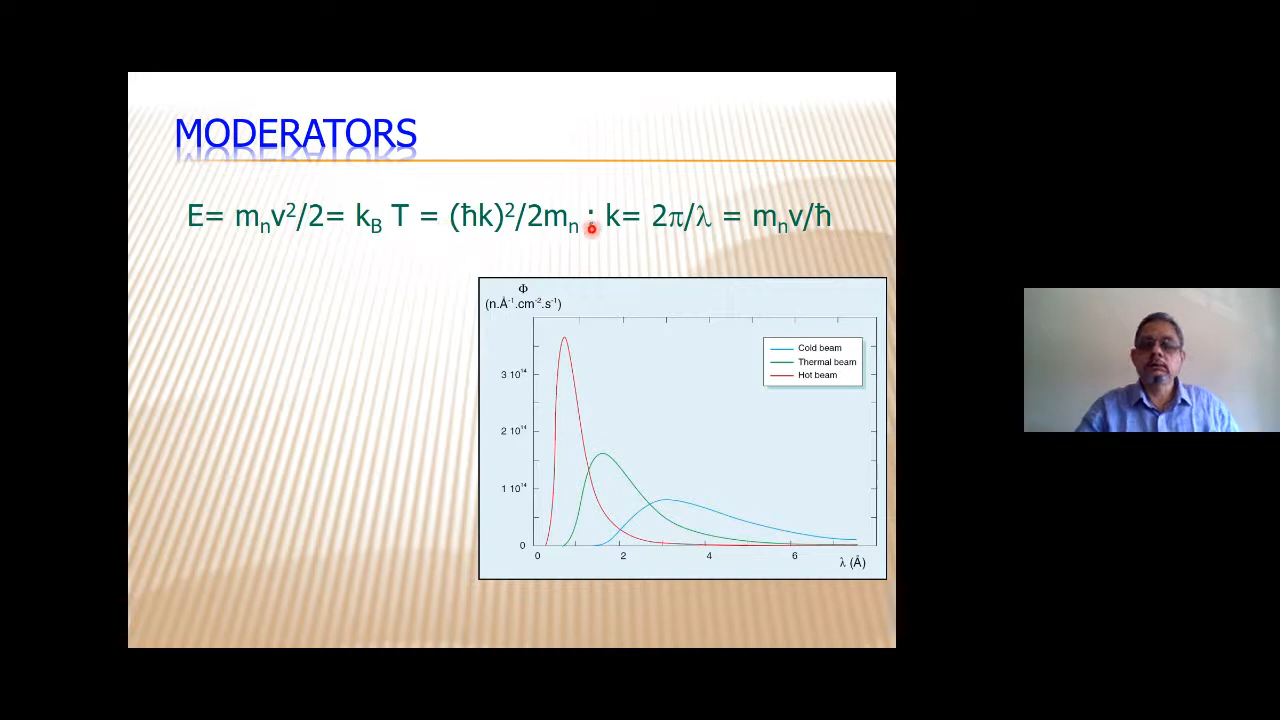 MODERATORS
E= mₙv²/2= k_B T = (ħk)²/2mₙ ; k= 2π/λ = mₙv/ħ
Φ
(n.Å⁻¹.cm⁻².s⁻¹)
Cold beam
Thermal beam
Hot beam
3 10¹⁴
2 10¹⁴
1 10¹⁴
0
0 2 4 6
λ (Å)